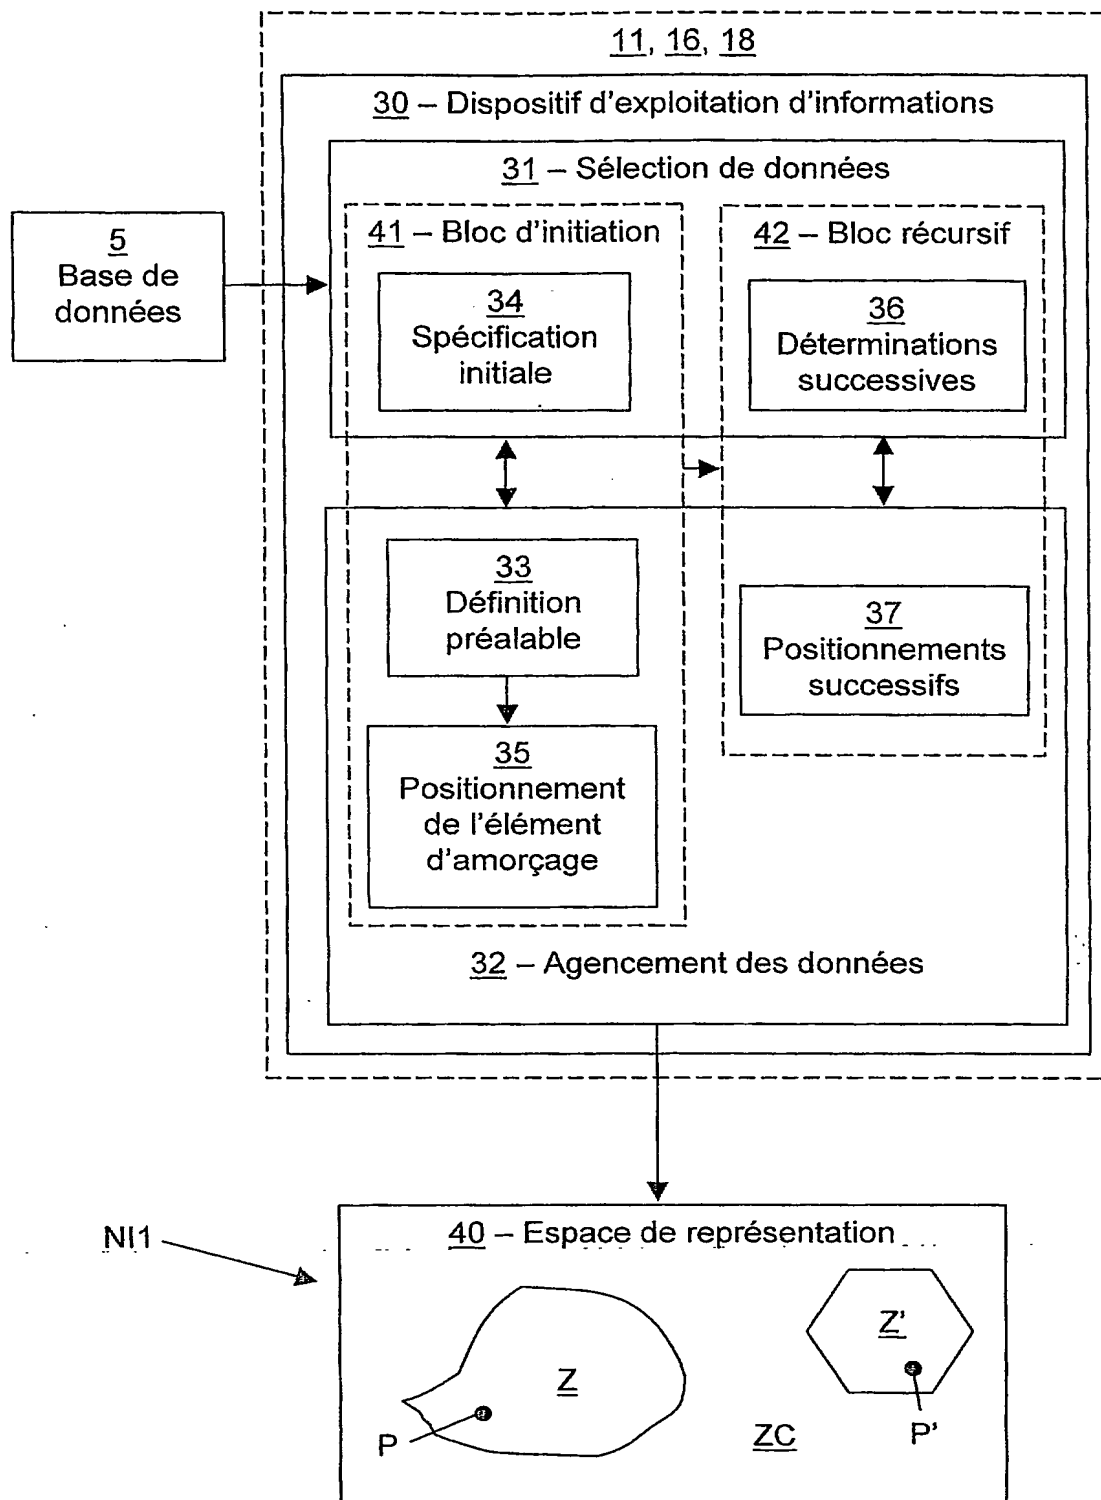 11, 16, 18
30 – Dispositif d'exploitation d'informations
31 – Sélection de données
5
Base de
données
41 – Bloc d'initiation
42 – Bloc récursif
34
Spécification
initiale
36
Déterminations
successives
33
Définition
préalable
37
Positionnements
successifs
35
Positionnement
de l'élément
d'amorçage
32 – Agencement des données
NI1
40 – Espace de représentation
Z
Z'
P
ZC
P'